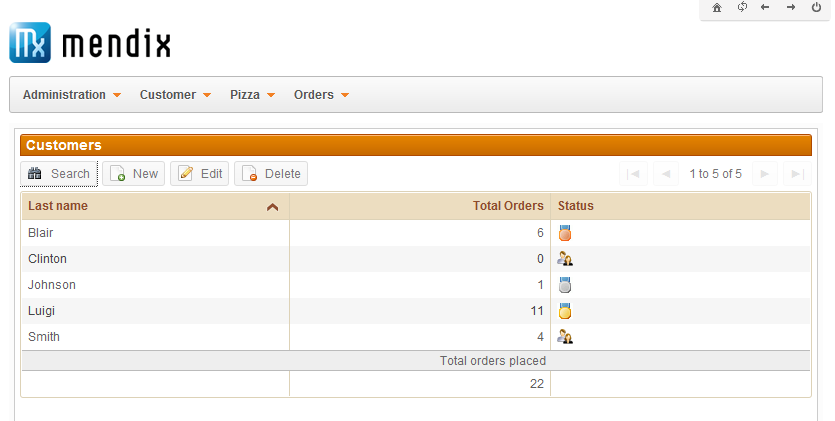 Mx mendix
Administration Customer Pizza Orders
Customers
Search New Edit Delete 1 to 5 of 5
Last name Total Orders Status
Blair 6
Clinton 0
Johnson 1
Luigi 11
Smith 4
Total orders placed
22